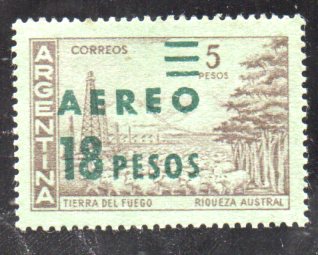 CORREOS
5
PESOS
ARGENTINA
AEREO
18 PESOS
TIERRA DEL FUEGO
RIQUEZA AUSTRAL